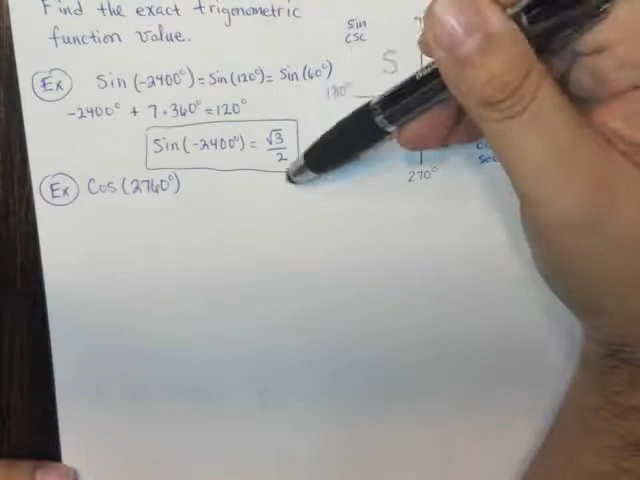 Find the exact trigonometric
function value.
sin
csc
S
180°
Ex Sin(-2400°) = Sin(120°) = Sin(60°)
-2400° + 7·360° = 120°
Sin(-2400°) = √3/2
270°
Ex Cos(2760°)